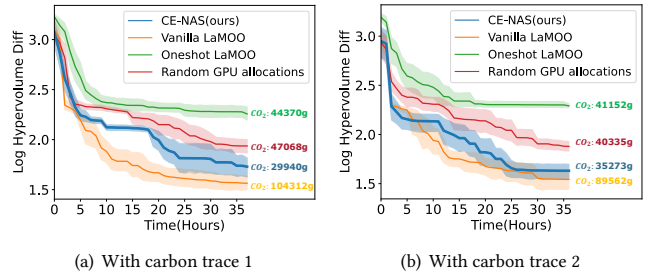 CE-NAS(ours)
Vanilla LaMOO
Oneshot LaMOO
Random GPU allocations
Log Hypervolume Diff
3.0
2.5
2.0
1.5
CO₂: 44370g
CO₂: 47068g
CO₂: 29940g
CO₂: 104312g
0 5 10 15 20 25 30 35
Time(Hours)
(a) With carbon trace 1
CE-NAS(ours)
Vanilla LaMOO
Oneshot LaMOO
Random GPU allocations
Log Hypervolume Diff
3.0
2.5
2.0
1.5
CO₂: 41152g
CO₂: 40335g
CO₂: 35273g
CO₂: 89562g
0 5 10 15 20 25 30 35
Time(Hours)
(b) With carbon trace 2